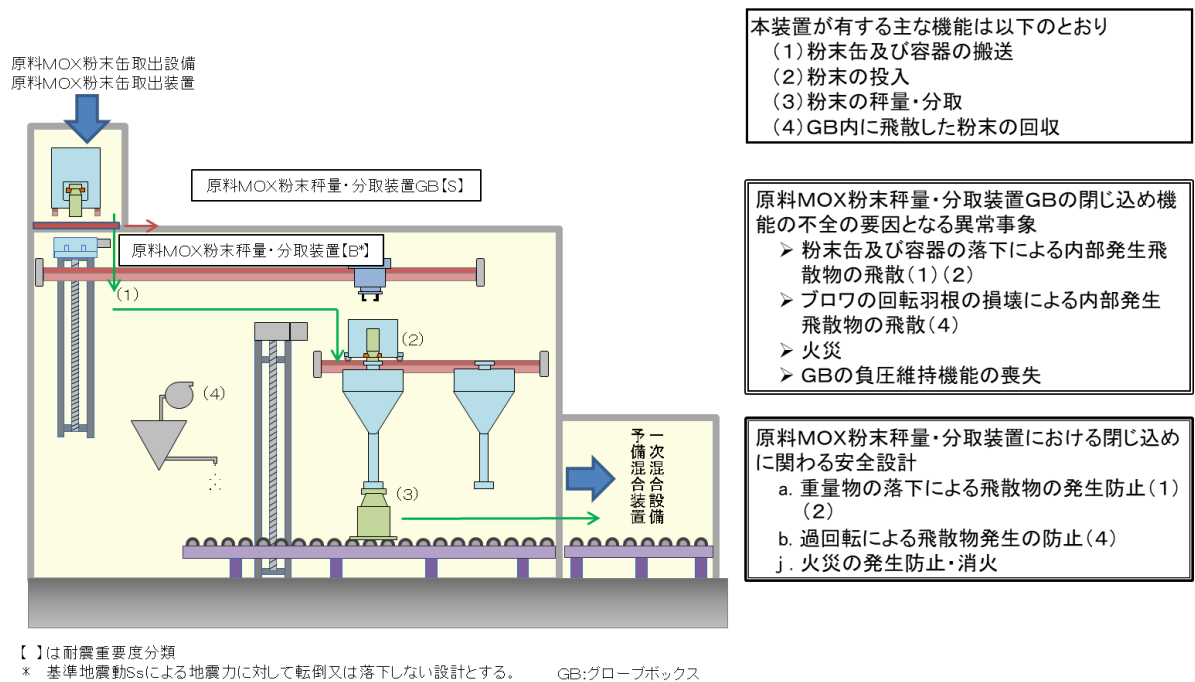 原料MOX粉末缶取出設備
原料MOX粉末缶取出装置
原料MOX粉末秤量・分取装置GB【S】
原料MOX粉末秤量・分取装置【B*】
(1)
(2)
(4)
(3)
一次混合設備
予備混合装置
【 】は耐震重要度分類
* 基準地震動Ssによる地震力に対して転倒又は落下しない設計とする。
GB:グローブボックス
本装置が有する主な機能は以下のとおり
(1)粉末缶及び容器の搬送
(2)粉末の投入
(3)粉末の秤量・分取
(4)GB内に飛散した粉末の回収
原料MOX粉末秤量・分取装置GBの閉じ込め機
能の不全の要因となる異常事象
➢ 粉末缶及び容器の落下による内部発生飛
散物の飛散(1)(2)
➢ ブロワの回転羽根の損壊による内部発生
飛散物の飛散(4)
➢ 火災
➢ GBの負圧維持機能の喪失
原料MOX粉末秤量・分取装置における閉じ込め
に関わる安全設計
a. 重量物の落下による飛散物の発生防止(1)
(2)
b. 過回転による飛散物発生の防止(4)
j. 火災の発生防止・消火